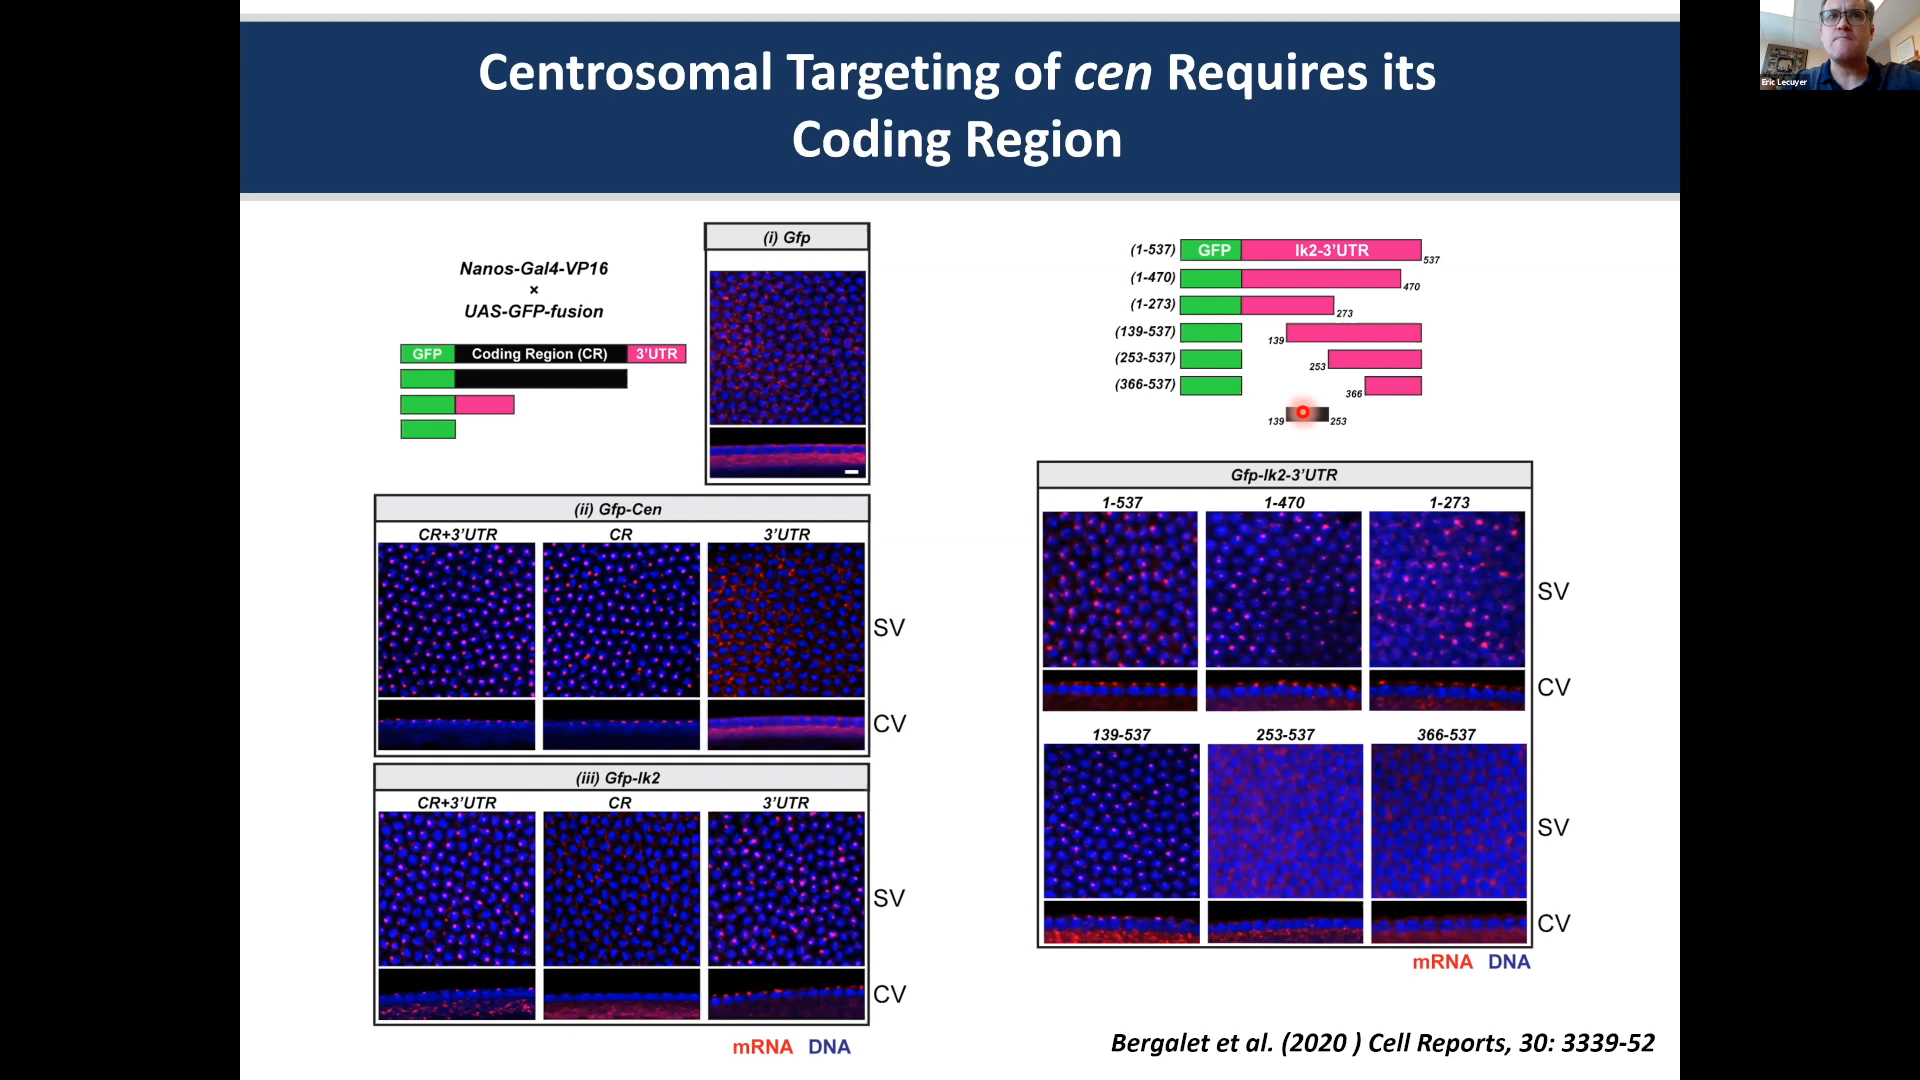 Centrosomal Targeting of cen Requires its
Coding Region
Eric Lecuyer
Nanos-Gal4-VP16
×
UAS-GFP-fusion
GFP Coding Region (CR) 3'UTR
(i) Gfp
(ii) Gfp-Cen
CR+3'UTR CR 3'UTR
SV
CV
(iii) Gfp-Ik2
CR+3'UTR CR 3'UTR
SV
CV
mRNA DNA
(1-537) GFP Ik2-3'UTR 537
(1-470) 470
(1-273) 273
(139-537) 139
(253-537) 253
(366-537) 366
139 253
Gfp-Ik2-3'UTR
1-537 1-470 1-273
SV
CV
139-537 253-537 366-537
SV
CV
mRNA DNA
Bergalet et al. (2020 ) Cell Reports, 30: 3339-52